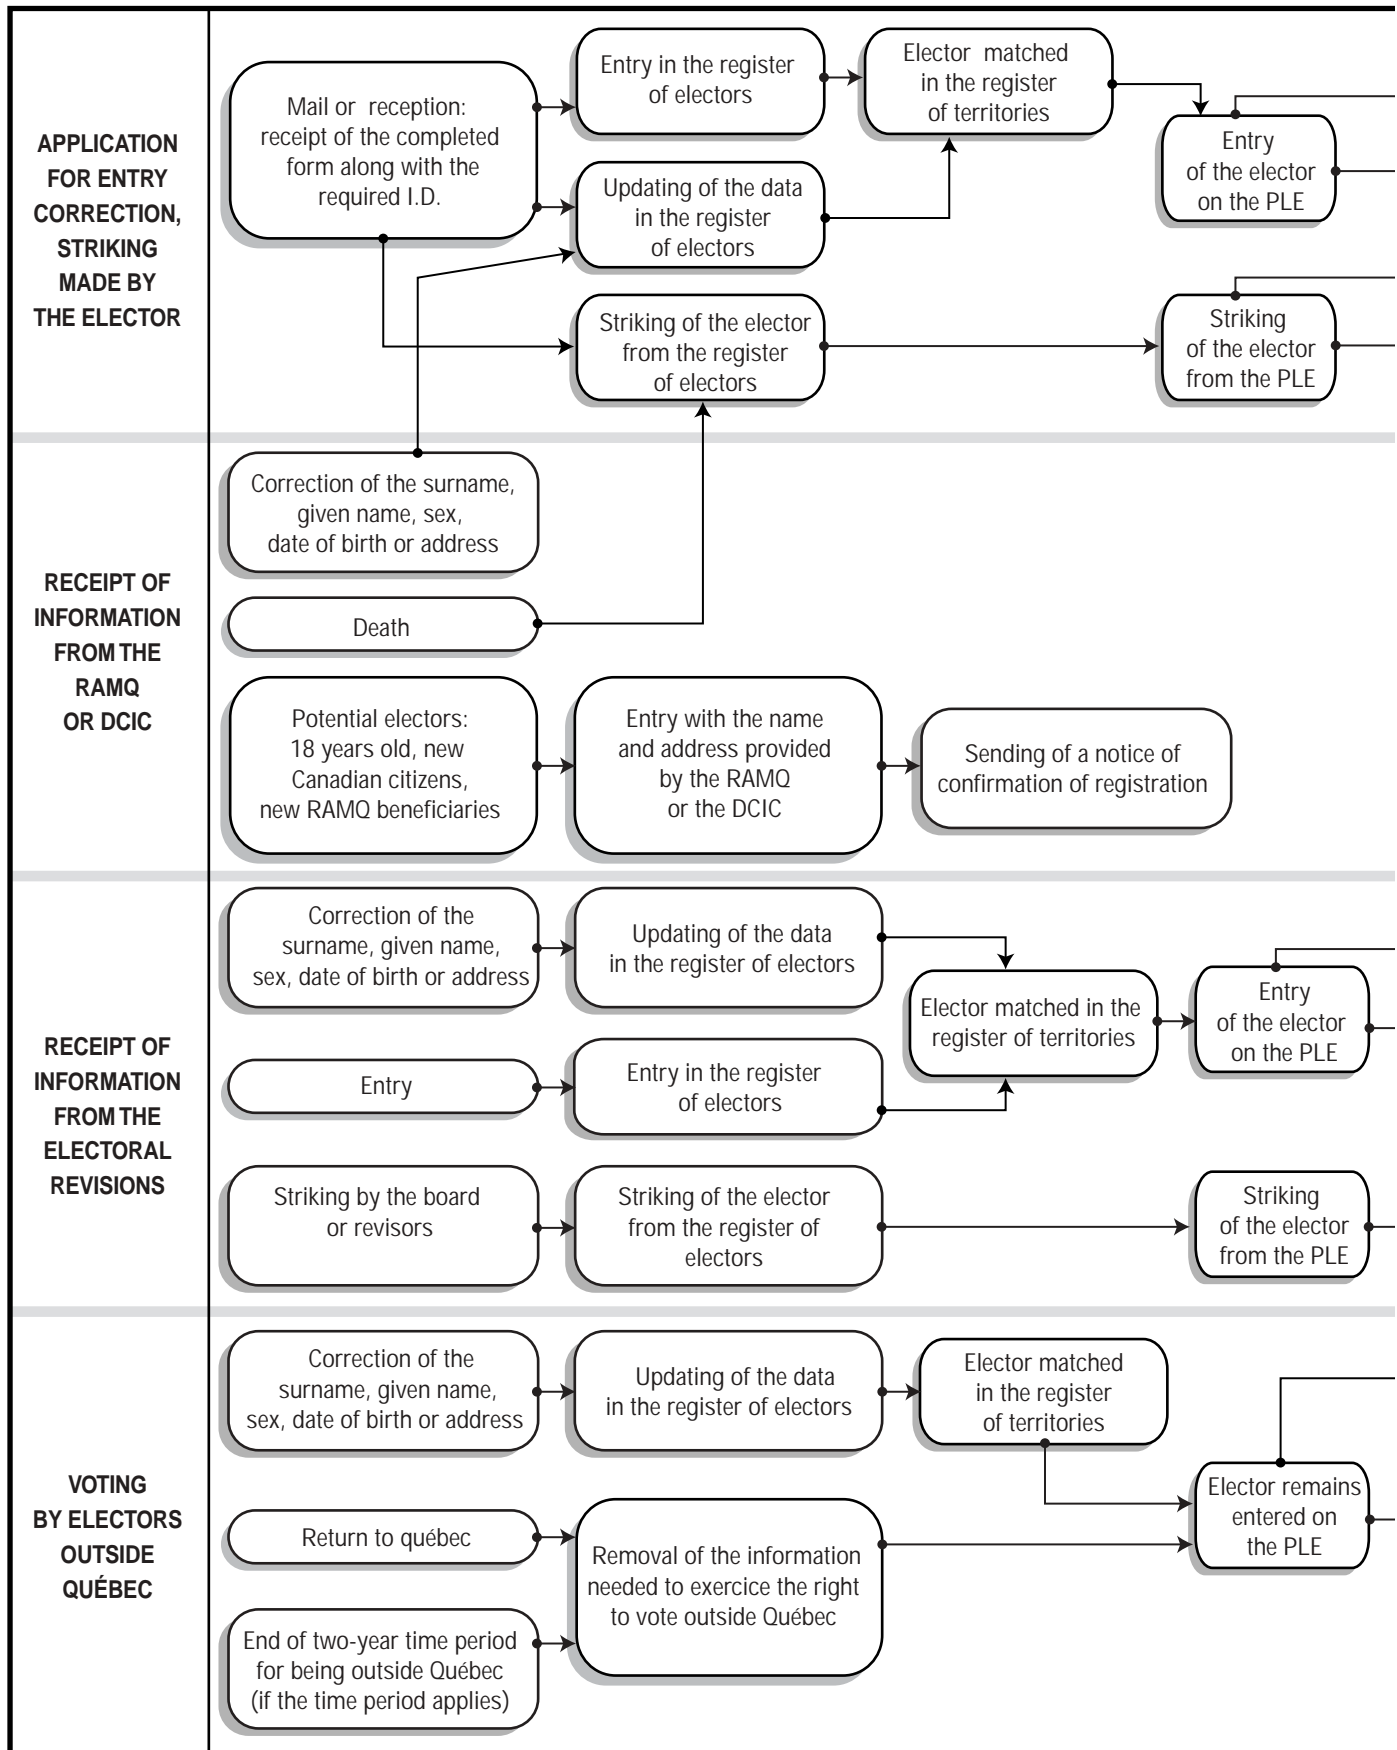 APPLICATION
FOR ENTRY
CORRECTION,
STRIKING
MADE BY
THE ELECTOR
Mail or reception:
receipt of the completed
form along with the
required I.D.
Entry in the register
of electors
Elector matched
in the register
of territories
Entry
of the elector
on the PLE
Updating of the data
in the register
of electors
Striking of the elector
from the register
of electors
Striking
of the elector
from the PLE
RECEIPT OF
INFORMATION
FROM THE
RAMQ
OR DCIC
Correction of the surname,
given name, sex,
date of birth or address
Death
Potential electors:
18 years old, new
Canadian citizens,
new RAMQ beneficiaries
Entry with the name
and address provided
by the RAMQ
or the DCIC
Sending of a notice of
confirmation of registration
RECEIPT OF
INFORMATION
FROM THE
ELECTORAL
REVISIONS
Correction of the
surname, given name,
sex, date of birth or address
Updating of the data
in the register of electors
Elector matched in the
register of territories
Entry
of the elector
on the PLE
Entry
Entry in the register
of electors
Striking by the board
or revisors
Striking of the elector
from the register of
electors
Striking
of the elector
from the PLE
VOTING
BY ELECTORS
OUTSIDE
QUÉBEC
Correction of the
surname, given name,
sex, date of birth or address
Updating of the data
in the register of electors
Elector matched
in the register
of territories
Elector remains
entered on
the PLE
Return to québec
Removal of the information
needed to exercice the right
to vote outside Québec
End of two-year time period
for being outside Québec
(if the time period applies)